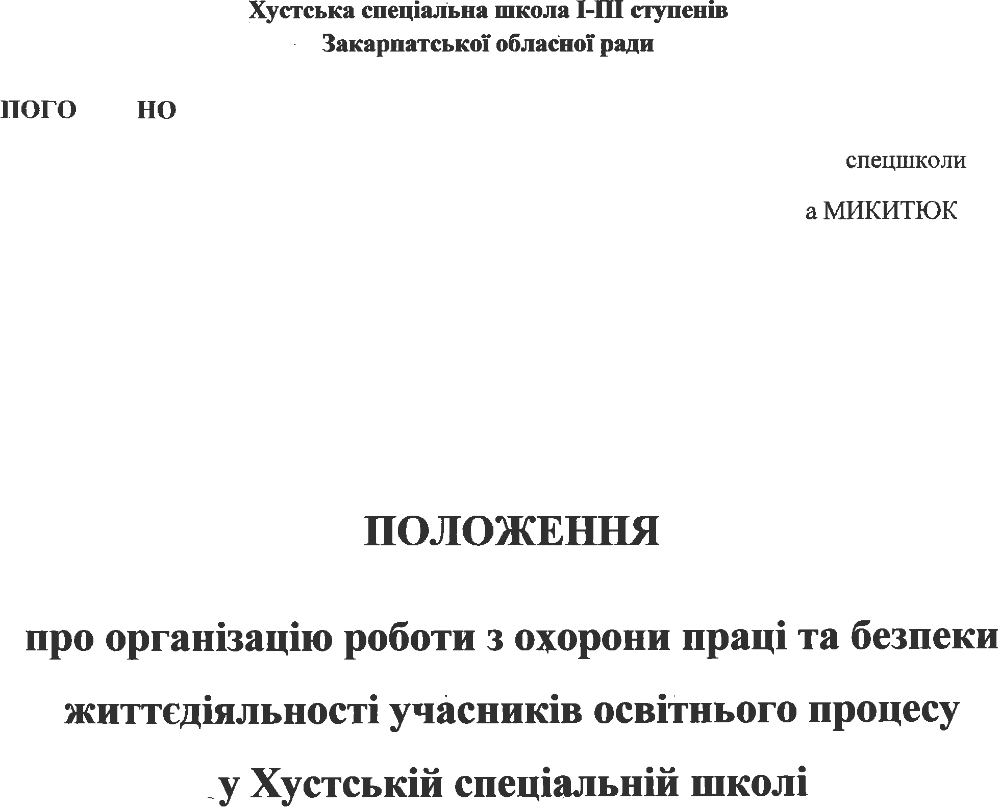 Хустська спеціальна школа І-ІІІ ступенів
Закарпатської обласної ради
ПОГО НО
спецшколи
а МИКИТЮК
ПОЛОЖЕННЯ
про організацію роботи з охорони праці та безпеки
життєдіяльності учасників освітнього процесу
у Хустській спеціальній школі